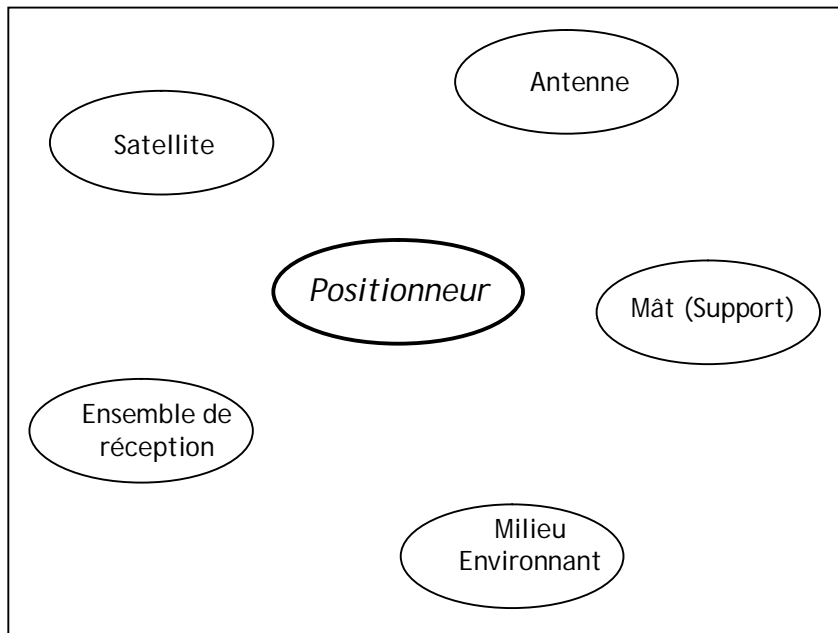 Antenne
Satellite
Positionneur
Mât (Support)
Ensemble de
réception
Milieu
Environnant